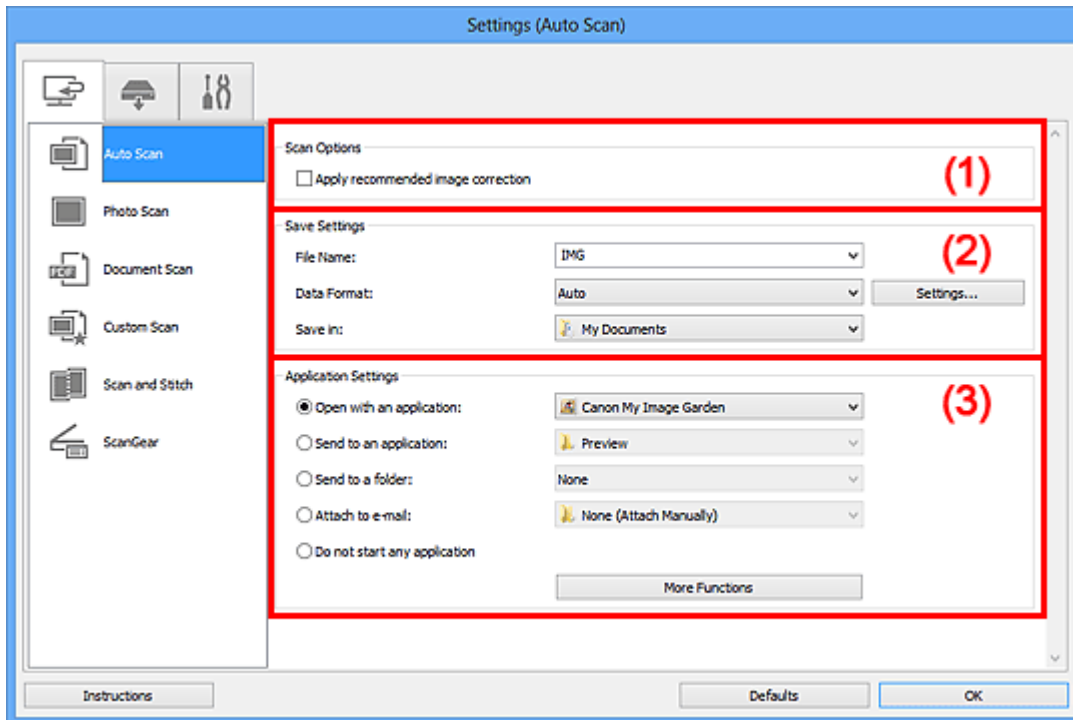 Settings (Auto Scan)
Auto Scan
Photo Scan
Document Scan
Custom Scan
Scan and Stitch
ScanGear
Scan Options
Apply recommended image correction
(1)
Save Settings
(2)
File Name: IMG
Data Format: Auto Settings...
Save in: My Documents
Application Settings
(3)
Open with an application: Canon My Image Garden
Send to an application: Preview
Send to a folder: None
Attach to e-mail: None (Attach Manually)
Do not start any application
More Functions
Instructions Defaults OK